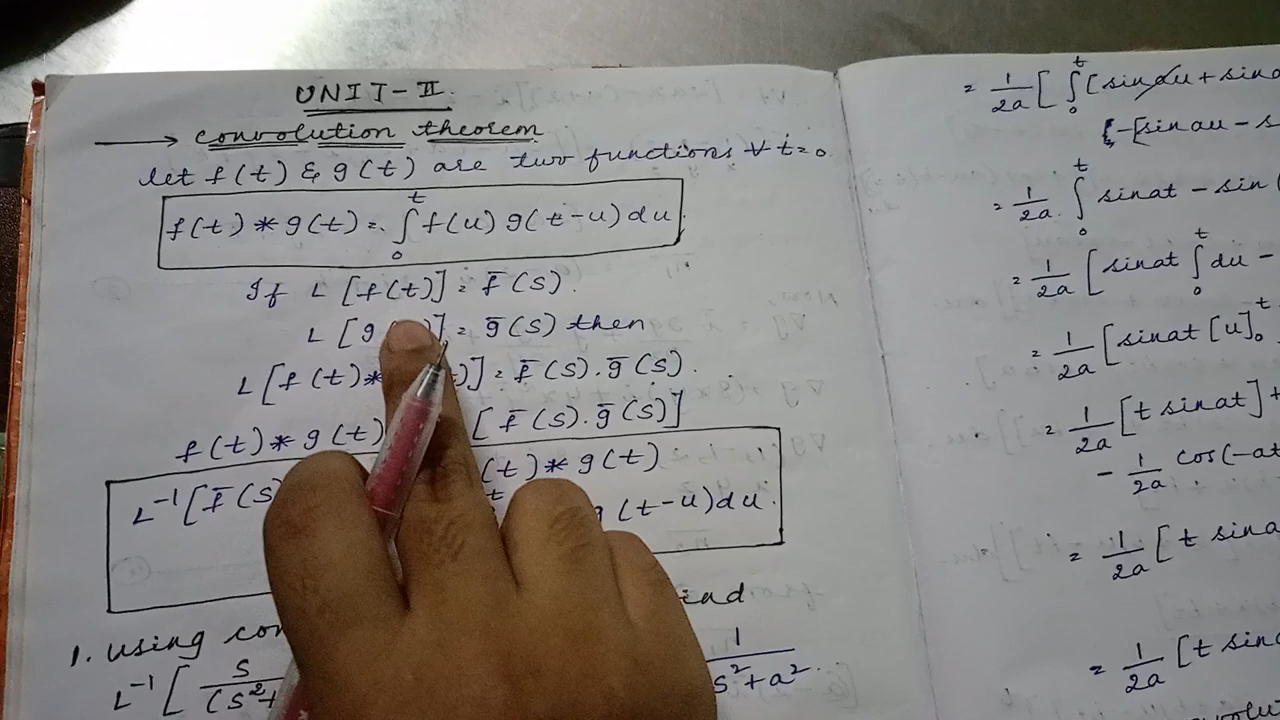 UNIT-II.
→ convolution theorem
let f(t) & g(t) are two functions ∀ t=0
f(t) * g(t) = ∫₀ᵗ f(u) g(t-u) du.
If L [f(t)] = f̄(s).
L [g )] = ḡ(s) then
L [f(t)* t)] = f̄(s).ḡ(s).
f(t) * g(t) [f̄(s).ḡ(s)]
L⁻¹ [f̄(s) (t) * g(t)
t g (t-u)du.
1. using con ind
L⁻¹ [ s/(s²+ 1/s²+a².
= 1/2a [ ∫₀ᵗ [sin au + sin a
[-[sin au - s
= 1/2a. ∫₀ᵗ sin at - sin (
= 1/2a [ sin at ∫₀ᵗ du -
= 1/2a [ sin at [u]₀ᵗ
= 1/2a [t sin at] +
- 1/2a cos(-at
= 1/2a [t sin a
= 1/2a [t sin